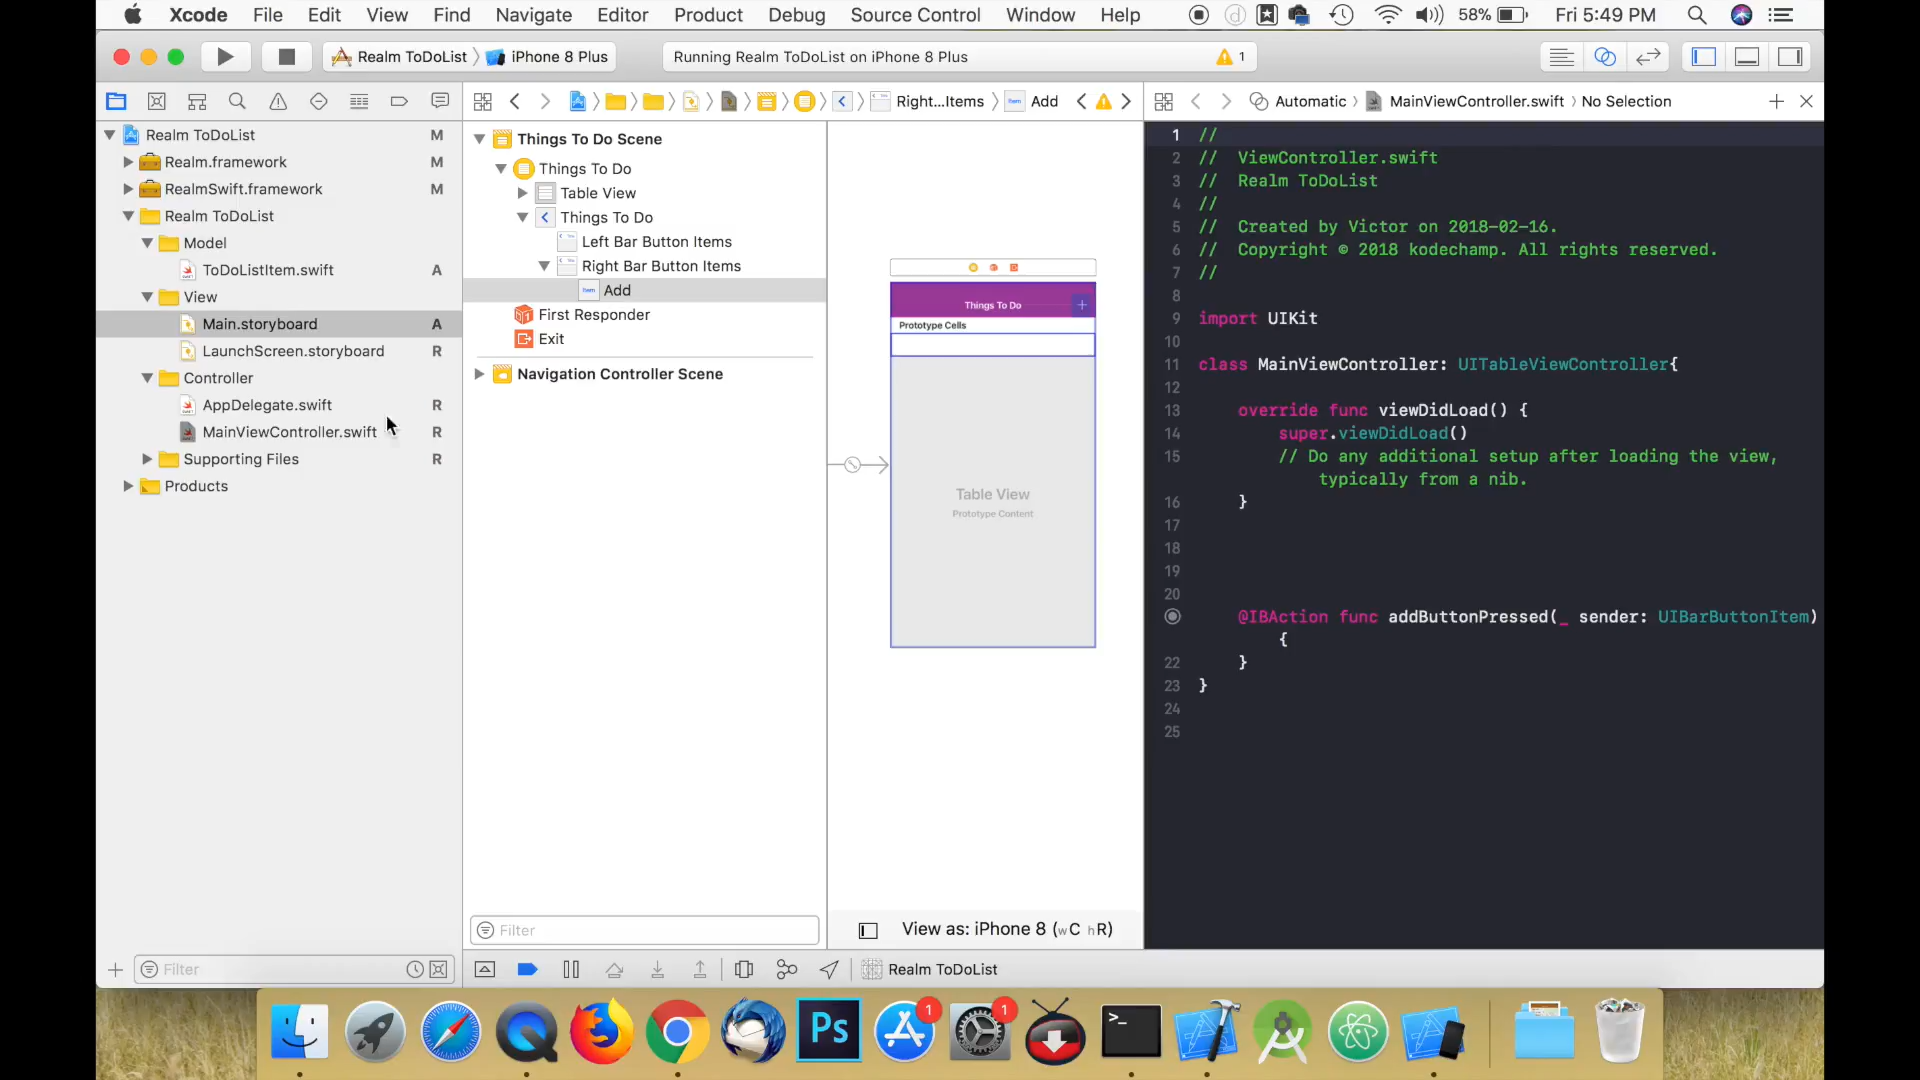 Xcode File Edit View Find Navigate Editor Product Debug Source Control Window Help 58% Fri 5:49 PM
Realm ToDoList iPhone 8 Plus Running Realm ToDoList on iPhone 8 Plus 1
Right...Items Add Automatic MainViewController.swift No Selection
Realm ToDoList M
Realm.framework M
RealmSwift.framework M
Realm ToDoList
Model
ToDoListItem.swift A
View
Main.storyboard A
LaunchScreen.storyboard R
Controller
AppDelegate.swift R
MainViewController.swift R
Supporting Files R
Products
Filter
Things To Do Scene
Things To Do
Table View
Things To Do
Left Bar Button Items
Right Bar Button Items
Add
First Responder
Exit
Navigation Controller Scene
Filter
Things To Do +
Prototype Cells
Table View
Prototype Content
View as: iPhone 8 (wC hR)
1 //
2 // ViewController.swift
3 // Realm ToDoList
4 //
5 // Created by Victor on 2018-02-16.
6 // Copyright © 2018 kodechamp. All rights reserved.
7 //
8
9 import UIKit
10
11 class MainViewController: UITableViewController{
12
13 override func viewDidLoad() {
14 super.viewDidLoad()
15 // Do any additional setup after loading the view,
typically from a nib.
16 }
17
18
19
20
@IBAction func addButtonPressed(_ sender: UIBarButtonItem)
{
22 }
23 }
24
25
Realm ToDoList
Ps
1
1
>_